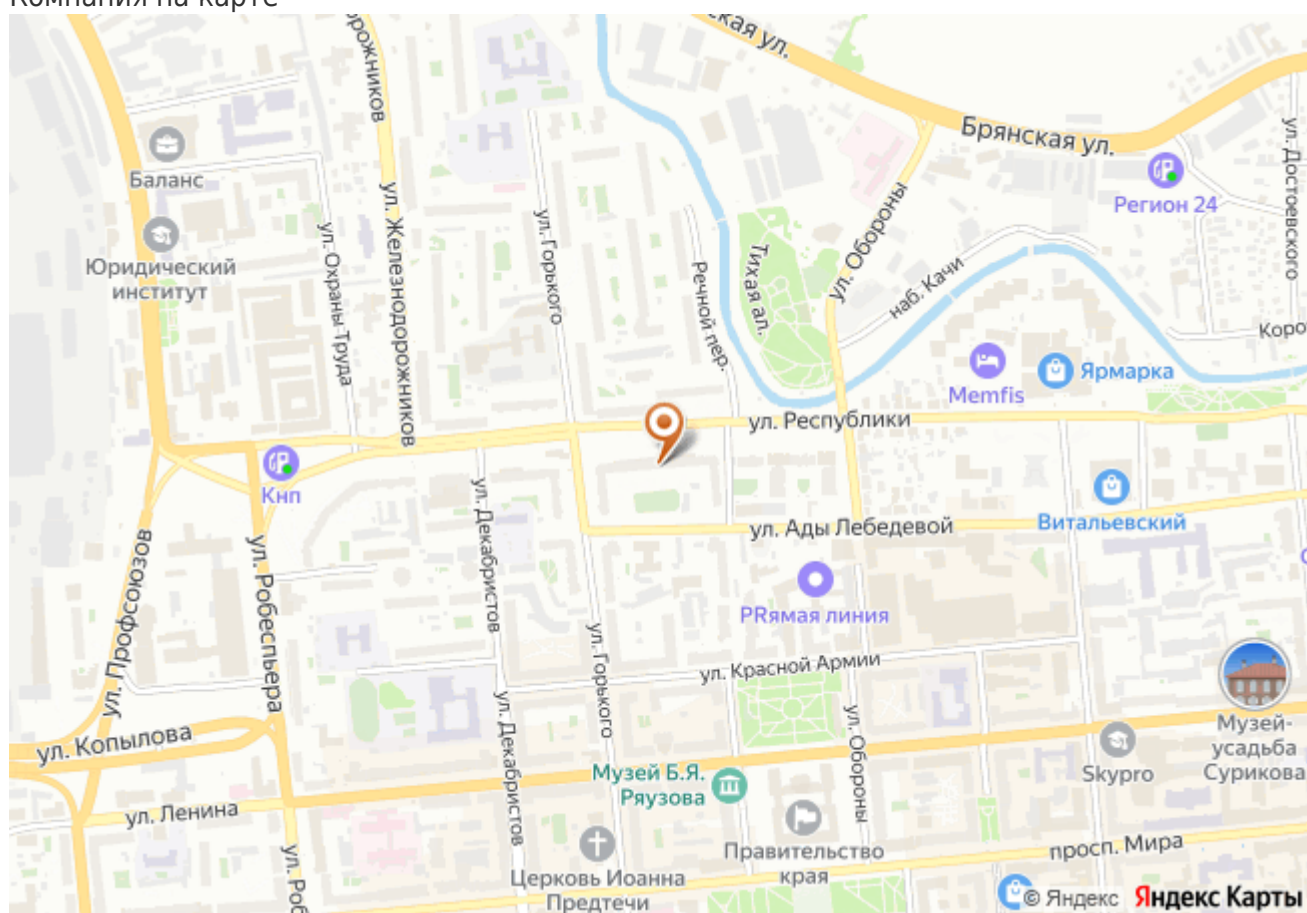 Компания на карте
ская ул.
орожников
Брянская ул.
ул. Достоевского
Баланс
Регион 24
ул. Железнодорожников
ул. Обороны
ул. Горького
ул. Охраны Труда
Юридический
институт
Тихая ал.
Речной пер.
наб. Качи
Коро
Ярмарка
Memfis
ул. Республики
Кнп
ул. Декабристов
Витальевский
ул. Ады Лебедевой
ул. Профсоюзов
ул. Робеспьера
PRямая линия
ул. Горького
ул. Красной Армии
ул. Декабристов
ул. Обороны
ул. Копылова
Музей-
усадьба
Сурикова
Skypro
Музей Б.Я.
Ряузова
ул. Ленина
ул. Роб
Правительство
края
просп. Мира
Церковь Иоанна
Предтечи
© Яндекс Яндекс Карты